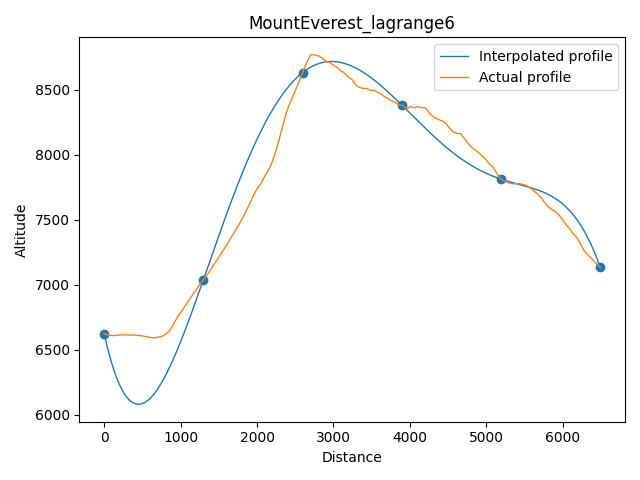 MountEverest_lagrange6
Interpolated profile
Actual profile
Altitude
8500
8000
7500
7000
6500
6000
0 1000 2000 3000 4000 5000 6000
Distance